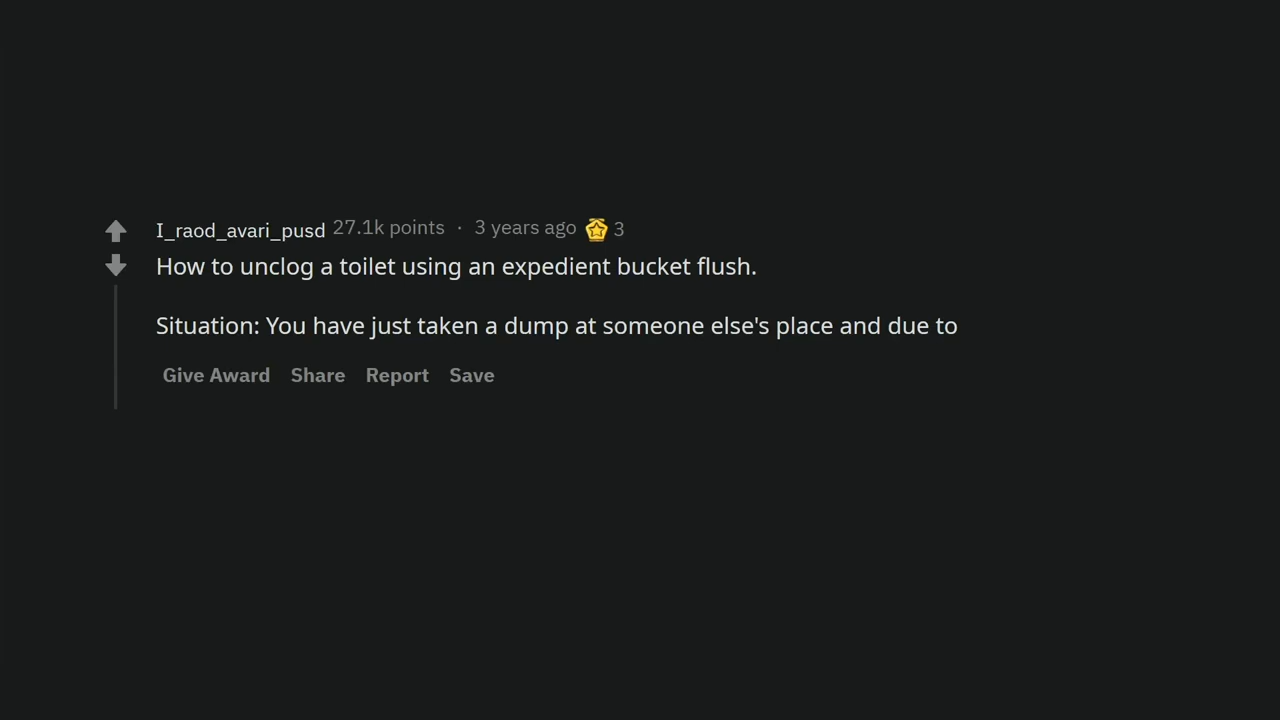 I_raod_avari_pusd 27.1k points · 3 years ago 3
How to unclog a toilet using an expedient bucket flush.
Situation: You have just taken a dump at someone else's place and due to
Give Award Share Report Save